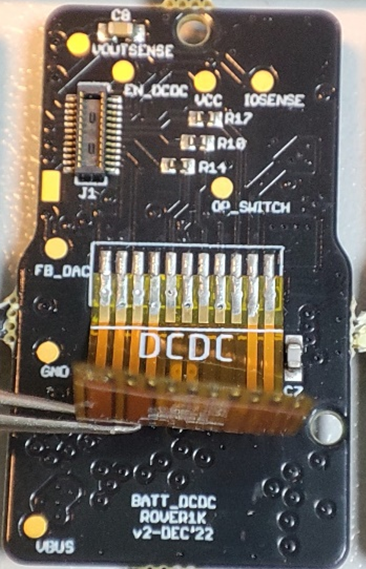 C8
VOUTSENSE
EN_DCDC
VCC
IOSENSE
R17
R10
R14
J1
OP_SWITCH
FB_DAC
DCDC
GND
C7
BATT_DCDC
ROVER1K
v2-DEC'22
VBUS